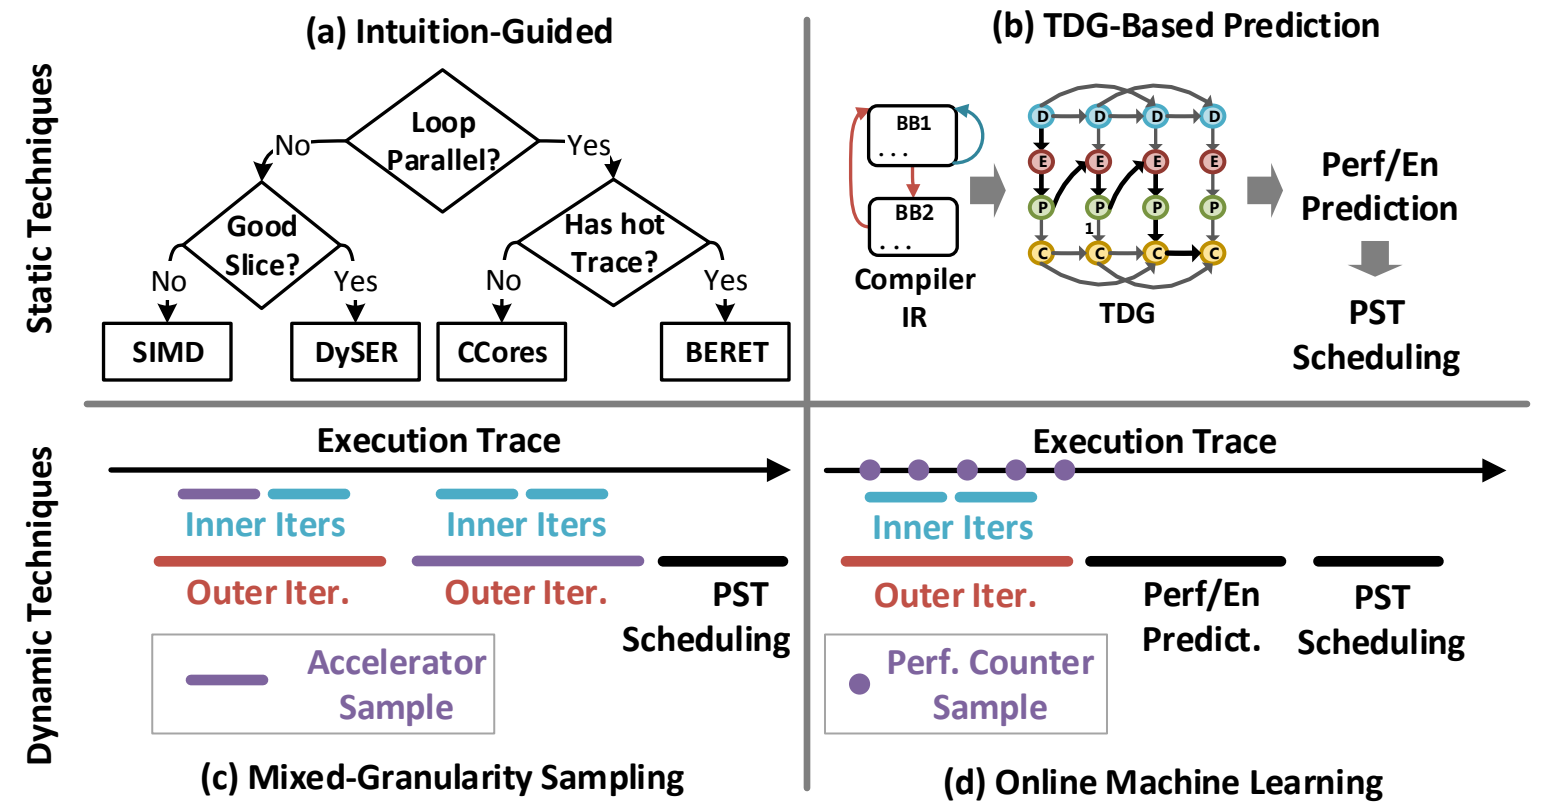 (a) Intuition-Guided
Static Techniques
Loop
Parallel?
No
Yes
Good
Slice?
Has hot
Trace?
No
Yes
No
Yes
SIMD
DySER
CCores
BERET
(b) TDG-Based Prediction
BB1
...
BB2
...
Compiler
IR
D D D D
E E E E
P P P P
1
C C C C
TDG
Perf/En
Prediction
PST
Scheduling
Dynamic Techniques
Execution Trace
Inner Iters
Inner Iters
Outer Iter.
Outer Iter.
PST
Scheduling
Accelerator
Sample
(c) Mixed-Granularity Sampling
Execution Trace
Inner Iters
Outer Iter.
Perf/En
Predict.
PST
Scheduling
Perf. Counter
Sample
(d) Online Machine Learning